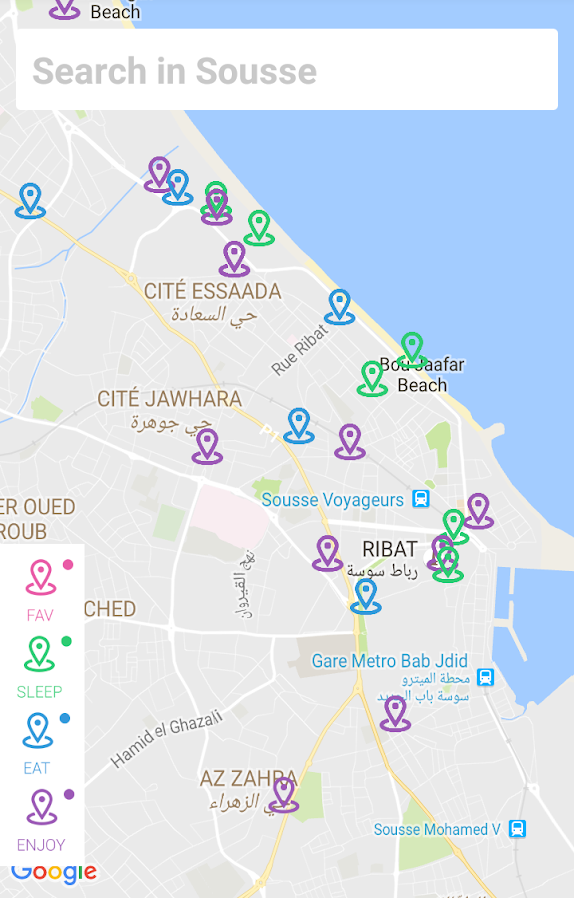 Beach
Search in Sousse
CITÉ ESSAADA
حي السعادة
Rue Ribat
Bou Jaafar
Beach
CITÉ JAWHARA
حي جوهرة
P1
Sousse Voyageurs
ER OUED
ROUB
RIBAT
رباط سوسة
نهج القيروان
FAV
CHED
SLEEP
Gare Metro Bab Jdid
محطة الميترو
سوسة باب الجديد
EAT
Hamid el Ghazali
AZ ZAHRA
حي الزهراء
ENJOY
Sousse Mohamed V
Google